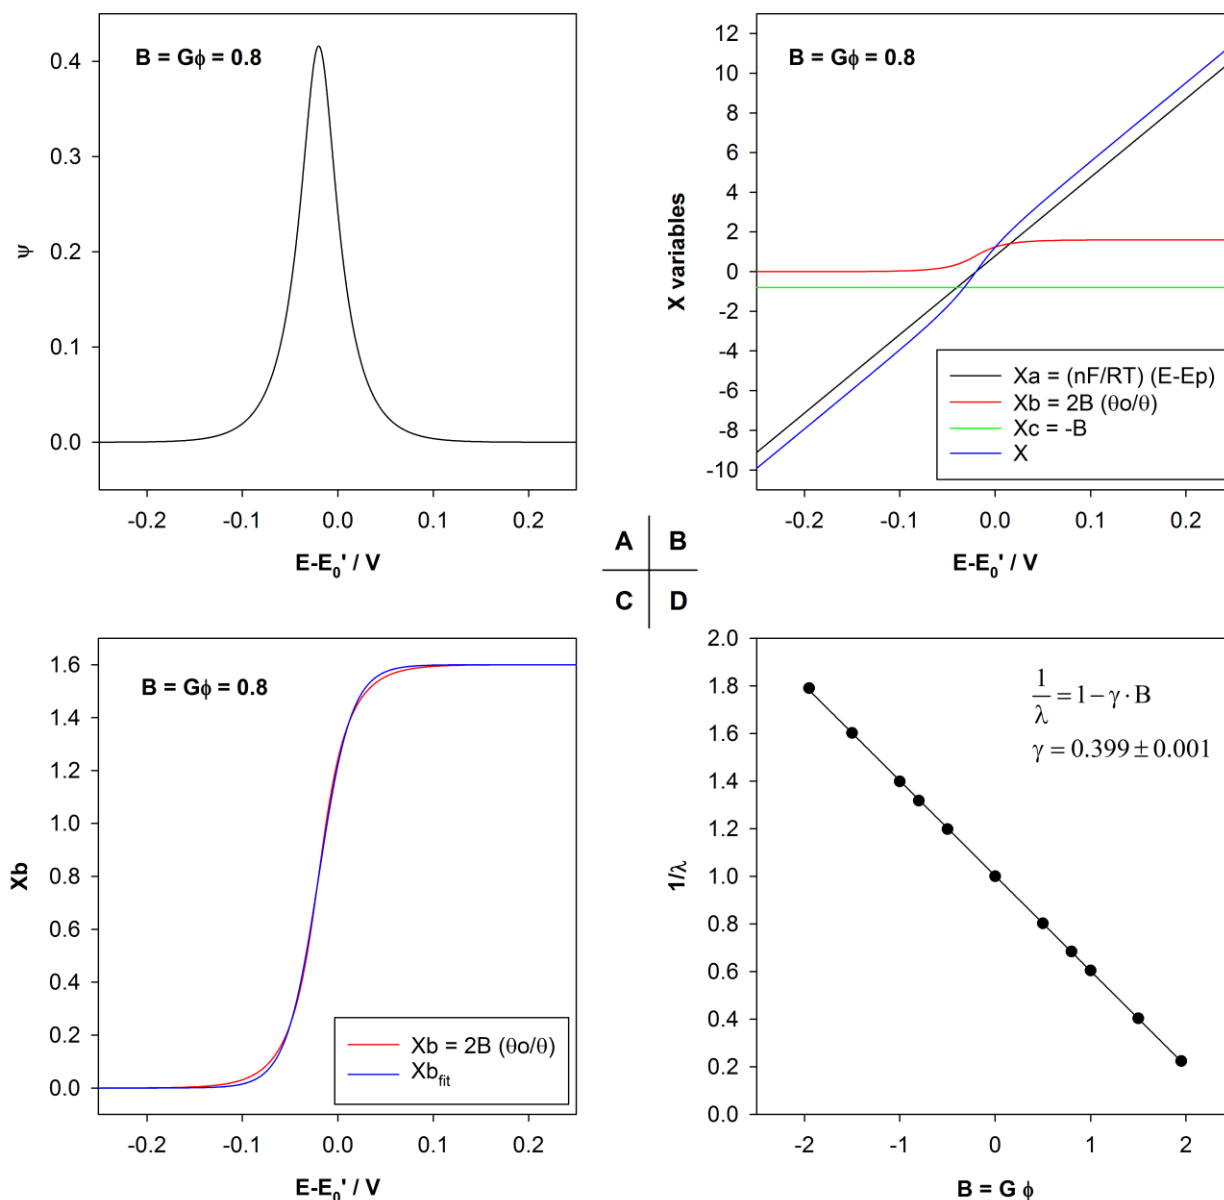 B = Gϕ = 0.8
0.4
0.3
0.2
0.1
0.0
ψ
-0.2 -0.1 0.0 0.1 0.2
E-E₀' / V
B = Gϕ = 0.8
12
10
8
6
4
2
0
-2
-4
-6
-8
-10
X variables
Xa = (nF/RT) (E-Ep)
Xb = 2B (θo/θ)
Xc = -B
X
-0.2 -0.1 0.0 0.1 0.2
E-E₀' / V
A B
C D
B = Gϕ = 0.8
1.6
1.4
1.2
1.0
0.8
0.6
0.4
0.2
0.0
Xb
Xb = 2B (θo/θ)
Xb_fit
-0.2 -0.1 0.0 0.1 0.2
E-E₀' / V
2.0
1.8
1.6
1.4
1.2
1.0
0.8
0.6
0.4
0.2
0.0
1/λ
1/λ = 1 − γ · B
γ = 0.399 ± 0.001
-2 -1 0 1 2
B = G ϕ